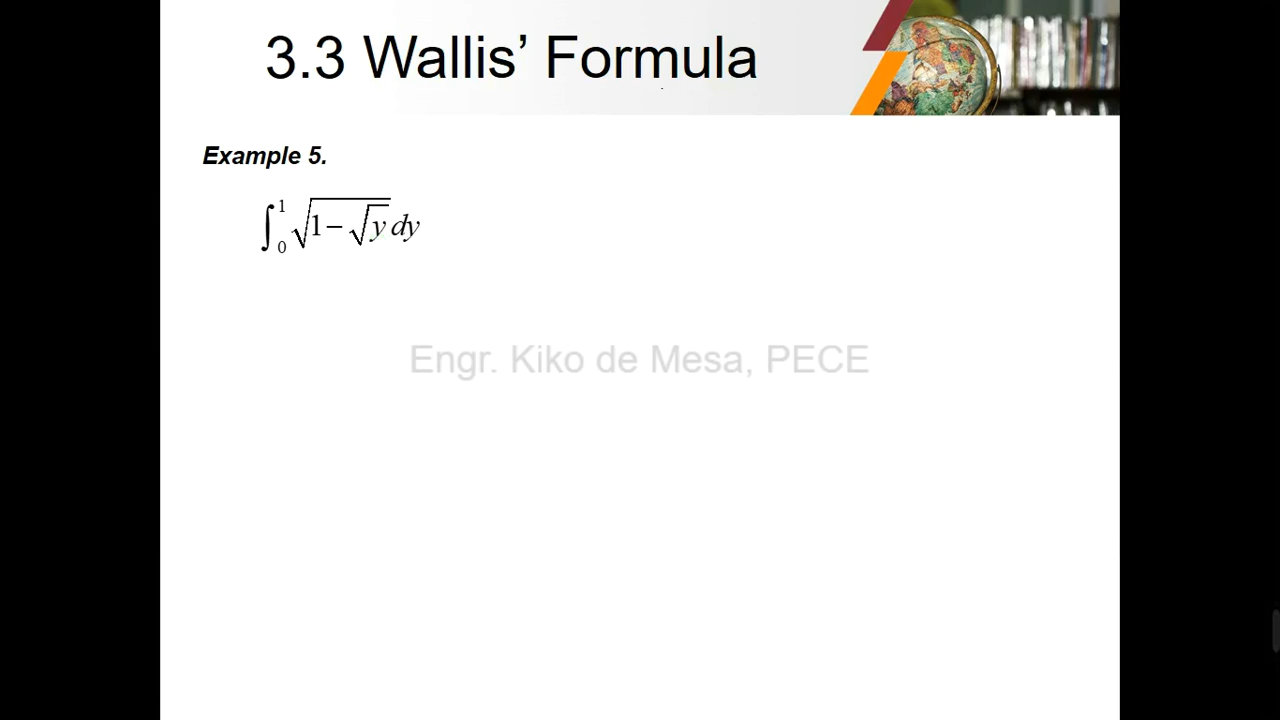 3.3 Wallis’ Formula
Example 5.
∫₀¹ √(1 − √y) dy
Engr. Kiko de Mesa, PECE